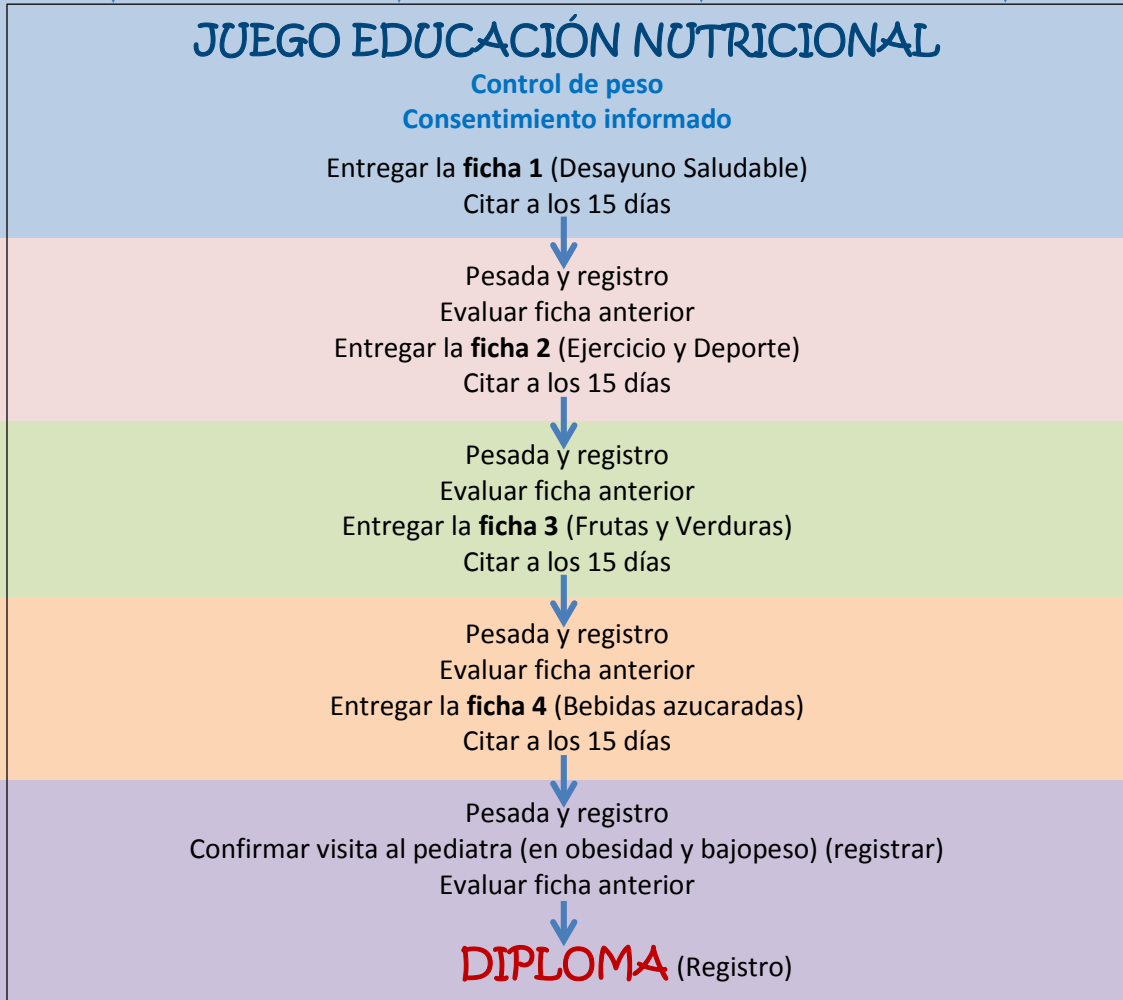 JUEGO EDUCACIÓN NUTRICIONAL
Control de peso
Consentimiento informado
Entregar la ficha 1 (Desayuno Saludable)
Citar a los 15 días
Pesada y registro
Evaluar ficha anterior
Entregar la ficha 2 (Ejercicio y Deporte)
Citar a los 15 días
Pesada y registro
Evaluar ficha anterior
Entregar la ficha 3 (Frutas y Verduras)
Citar a los 15 días
Pesada y registro
Evaluar ficha anterior
Entregar la ficha 4 (Bebidas azucaradas)
Citar a los 15 días
Pesada y registro
Confirmar visita al pediatra (en obesidad y bajopeso) (registrar)
Evaluar ficha anterior
DIPLOMA (Registro)